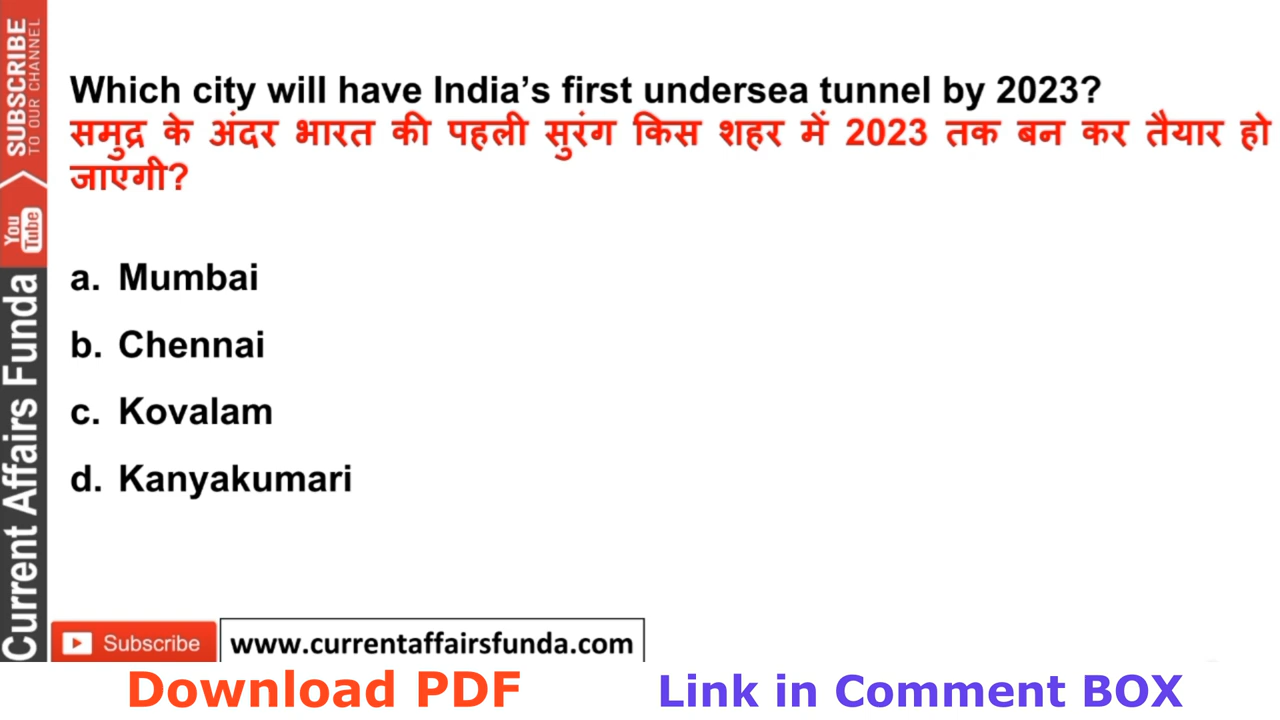 Which city will have India's first undersea tunnel by 2023?
समुद्र के अंदर भारत की पहली सुरंग किस शहर में 2023 तक बन कर तैयार हो
जाएगी?
a. Mumbai
b. Chennai
c. Kovalam
d. Kanyakumari
SUBSCRIBE
TO OUR CHANNEL
You
Tube
Current Affairs Funda
Subscribe
www.currentaffairsfunda.com
Download PDF
Link in Comment BOX